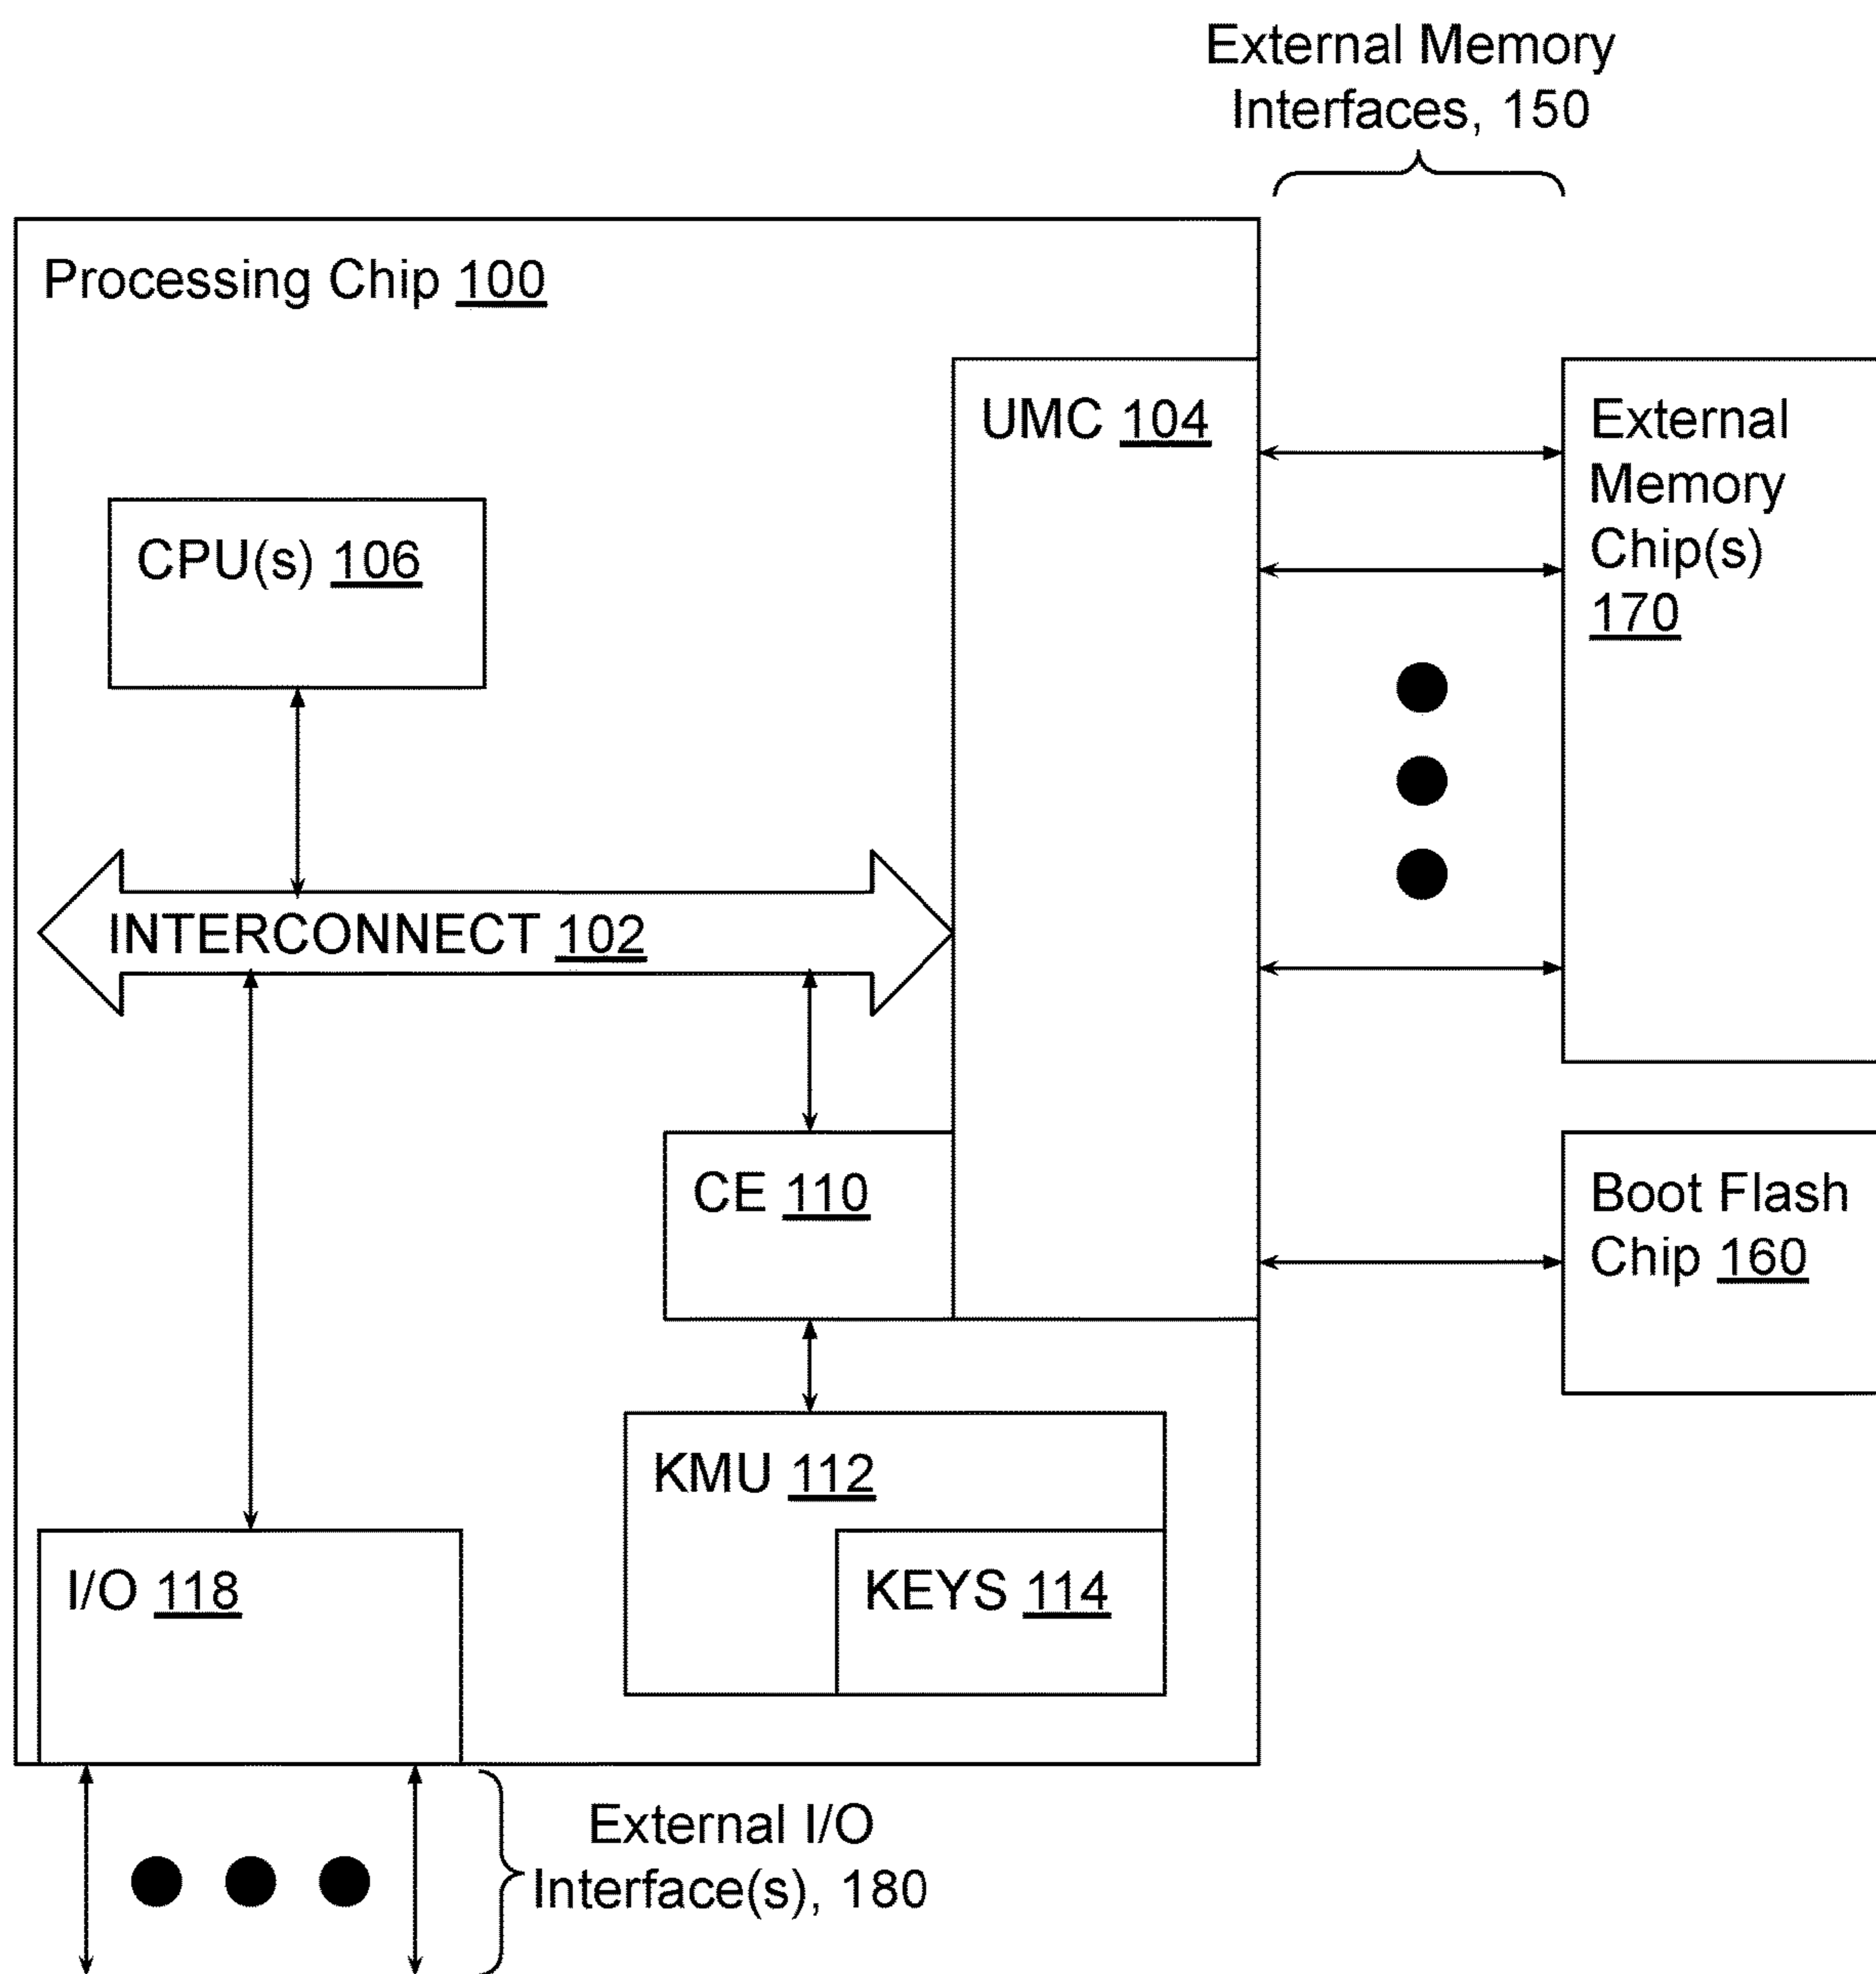 External Memory
Interfaces, 150
Processing Chip 100
UMC 104
External
Memory
Chip(s)
170
CPU(s) 106
INTERCONNECT 102
CE 110
Boot Flash
Chip 160
KMU 112
KEYS 114
I/O 118
External I/O
Interface(s), 180